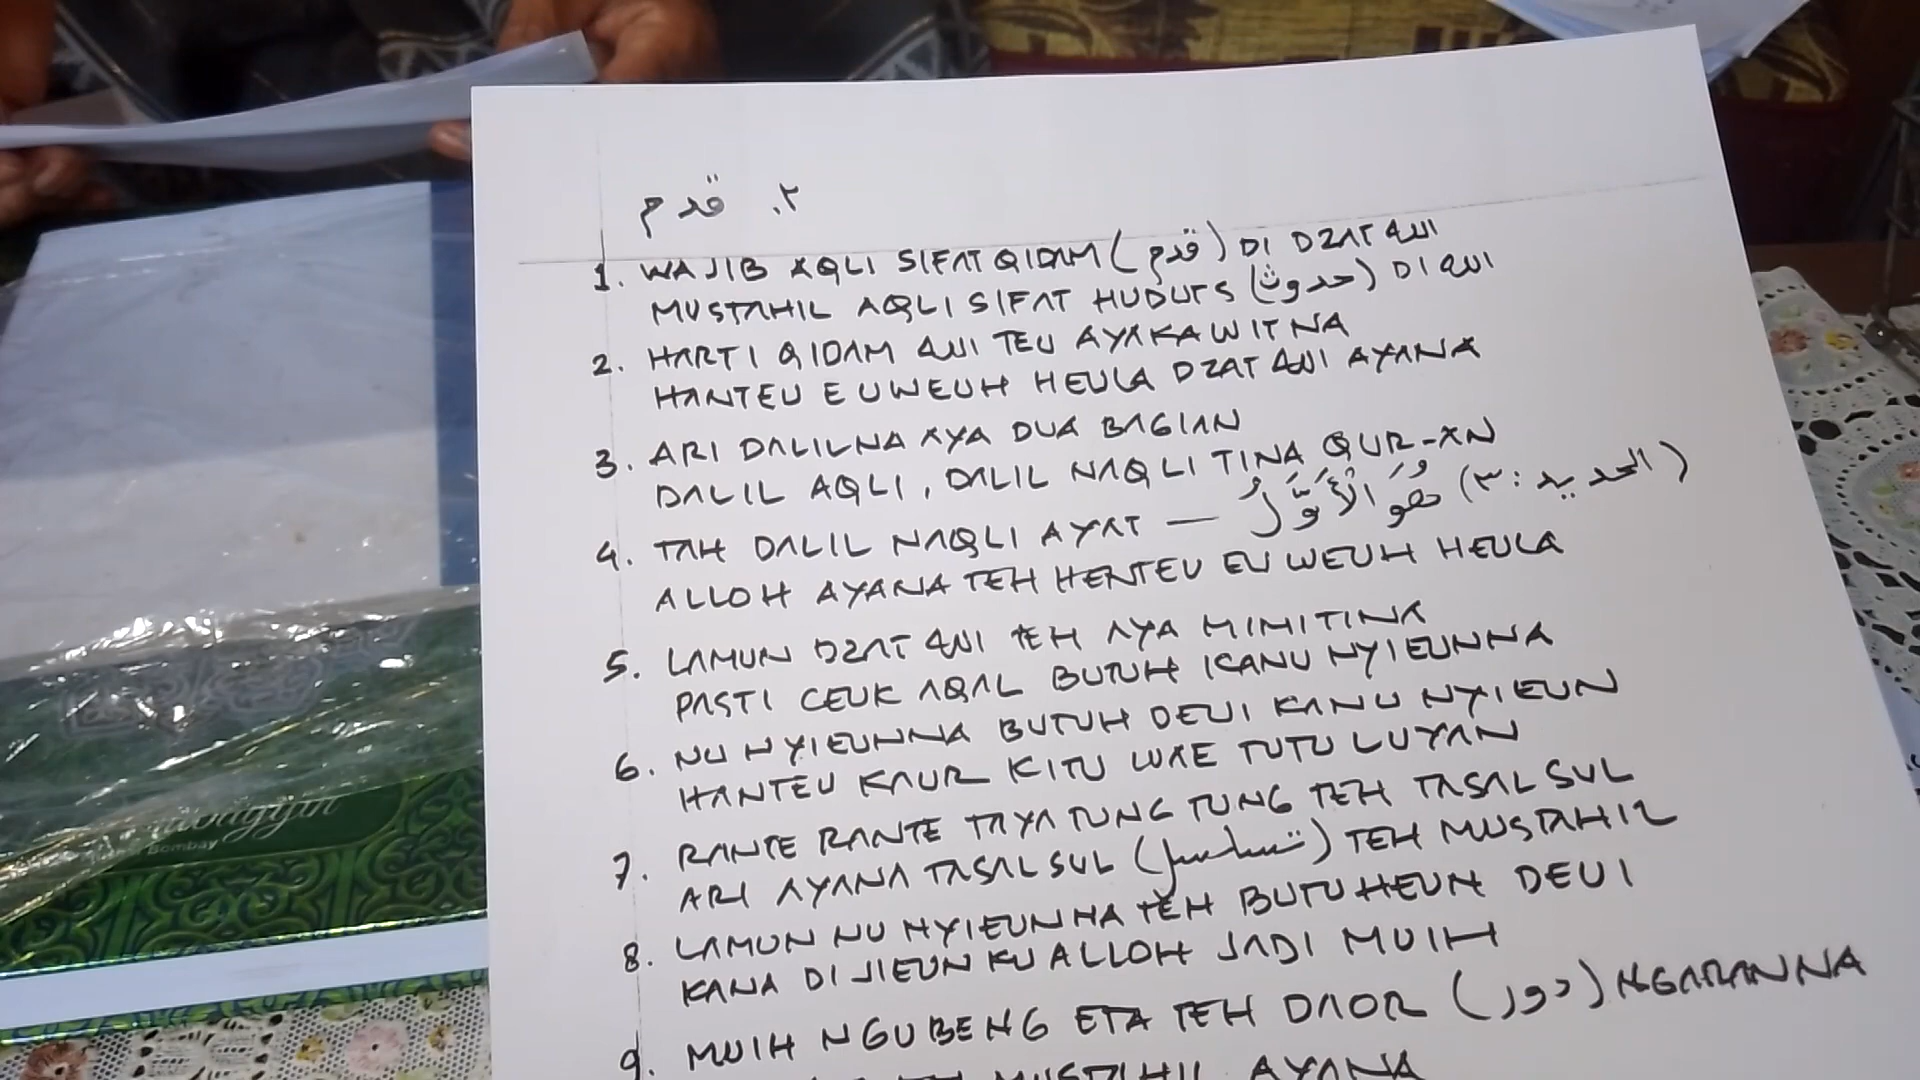 ٢. قدم
1. WAJIB AQLI SIFAT QIDAM (قدم) DI DZAT الله
MUSTAHIL AQLI SIFAT HUDUTS (حدوث) DI الله
2. HARTI QIDAM الله TEU AYA KAWITNA
HANTEU EUWEUH HEULA DZAT الله AYANA
3. ARI DALILNA AYA DUA BAGIAN
DALIL AQLI, DALIL NAQLI TINA QUR-AN
4. TAH DALIL NAQLI AYAT — هُوَ الْأَوَّلُ (الحديد: ٣)
ALLOH AYANA TEH HENTEU EUWEUH HEULA
5. LAMUN DZAT الله TEH AYA MIMITINA
PASTI CEUK AQAL BUTUH KANU NYIEUNNA
6. NU NYIEUNNA BUTUH DEUI KANU NYIEUN
HANTEU KAUR KITU WAE TUTULUYAN
7. RANTE RANTE TAYA TUNGTUNG TEH TASALSUL
ARI AYANA TASALSUL (تسلسل) TEH MUSTAHIL
8. LAMUN NU NYIEUNNA TEH BUTUHEUN DEUI
KANA DIJIEUN KU ALLOH JADI MUIH
9. MUIH NGUBENG ETA TEH DAOR (دور) NGARANNA
MUSTAHIL AYANA
Bombay